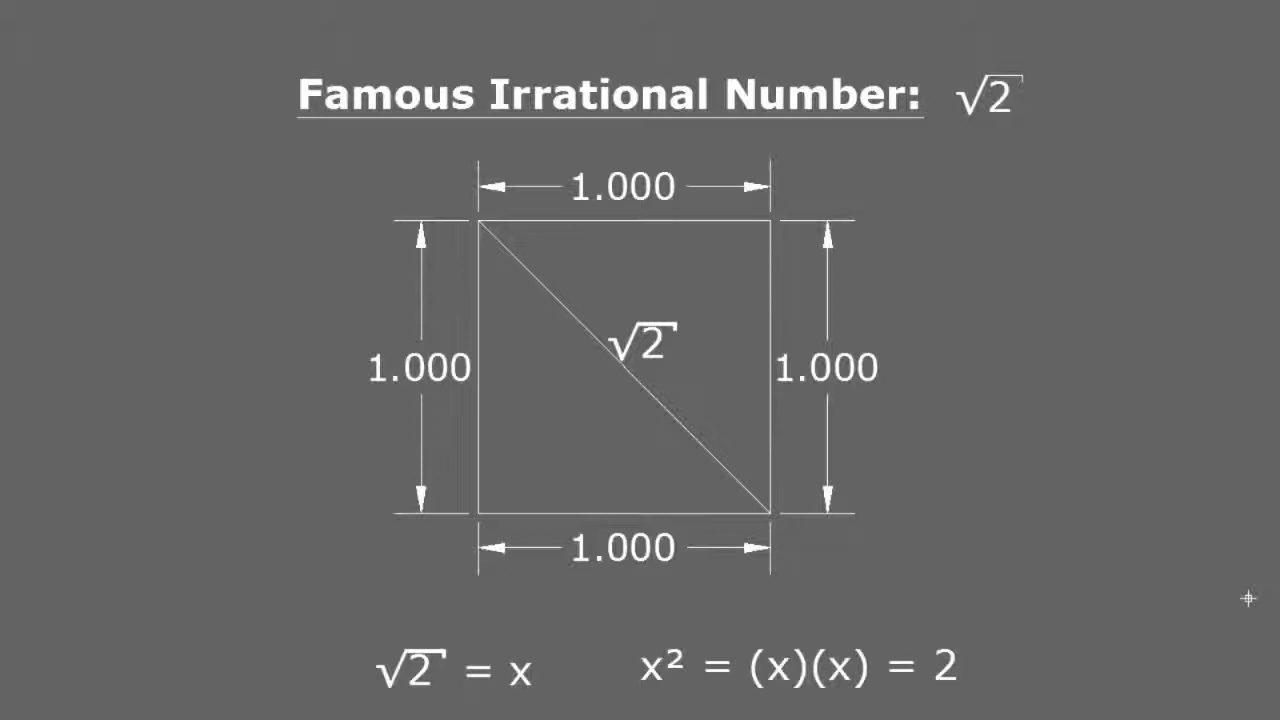 Famous Irrational Number: √2
1.000
√2
1.000 1.000
1.000
√2 = x x² = (x)(x) = 2